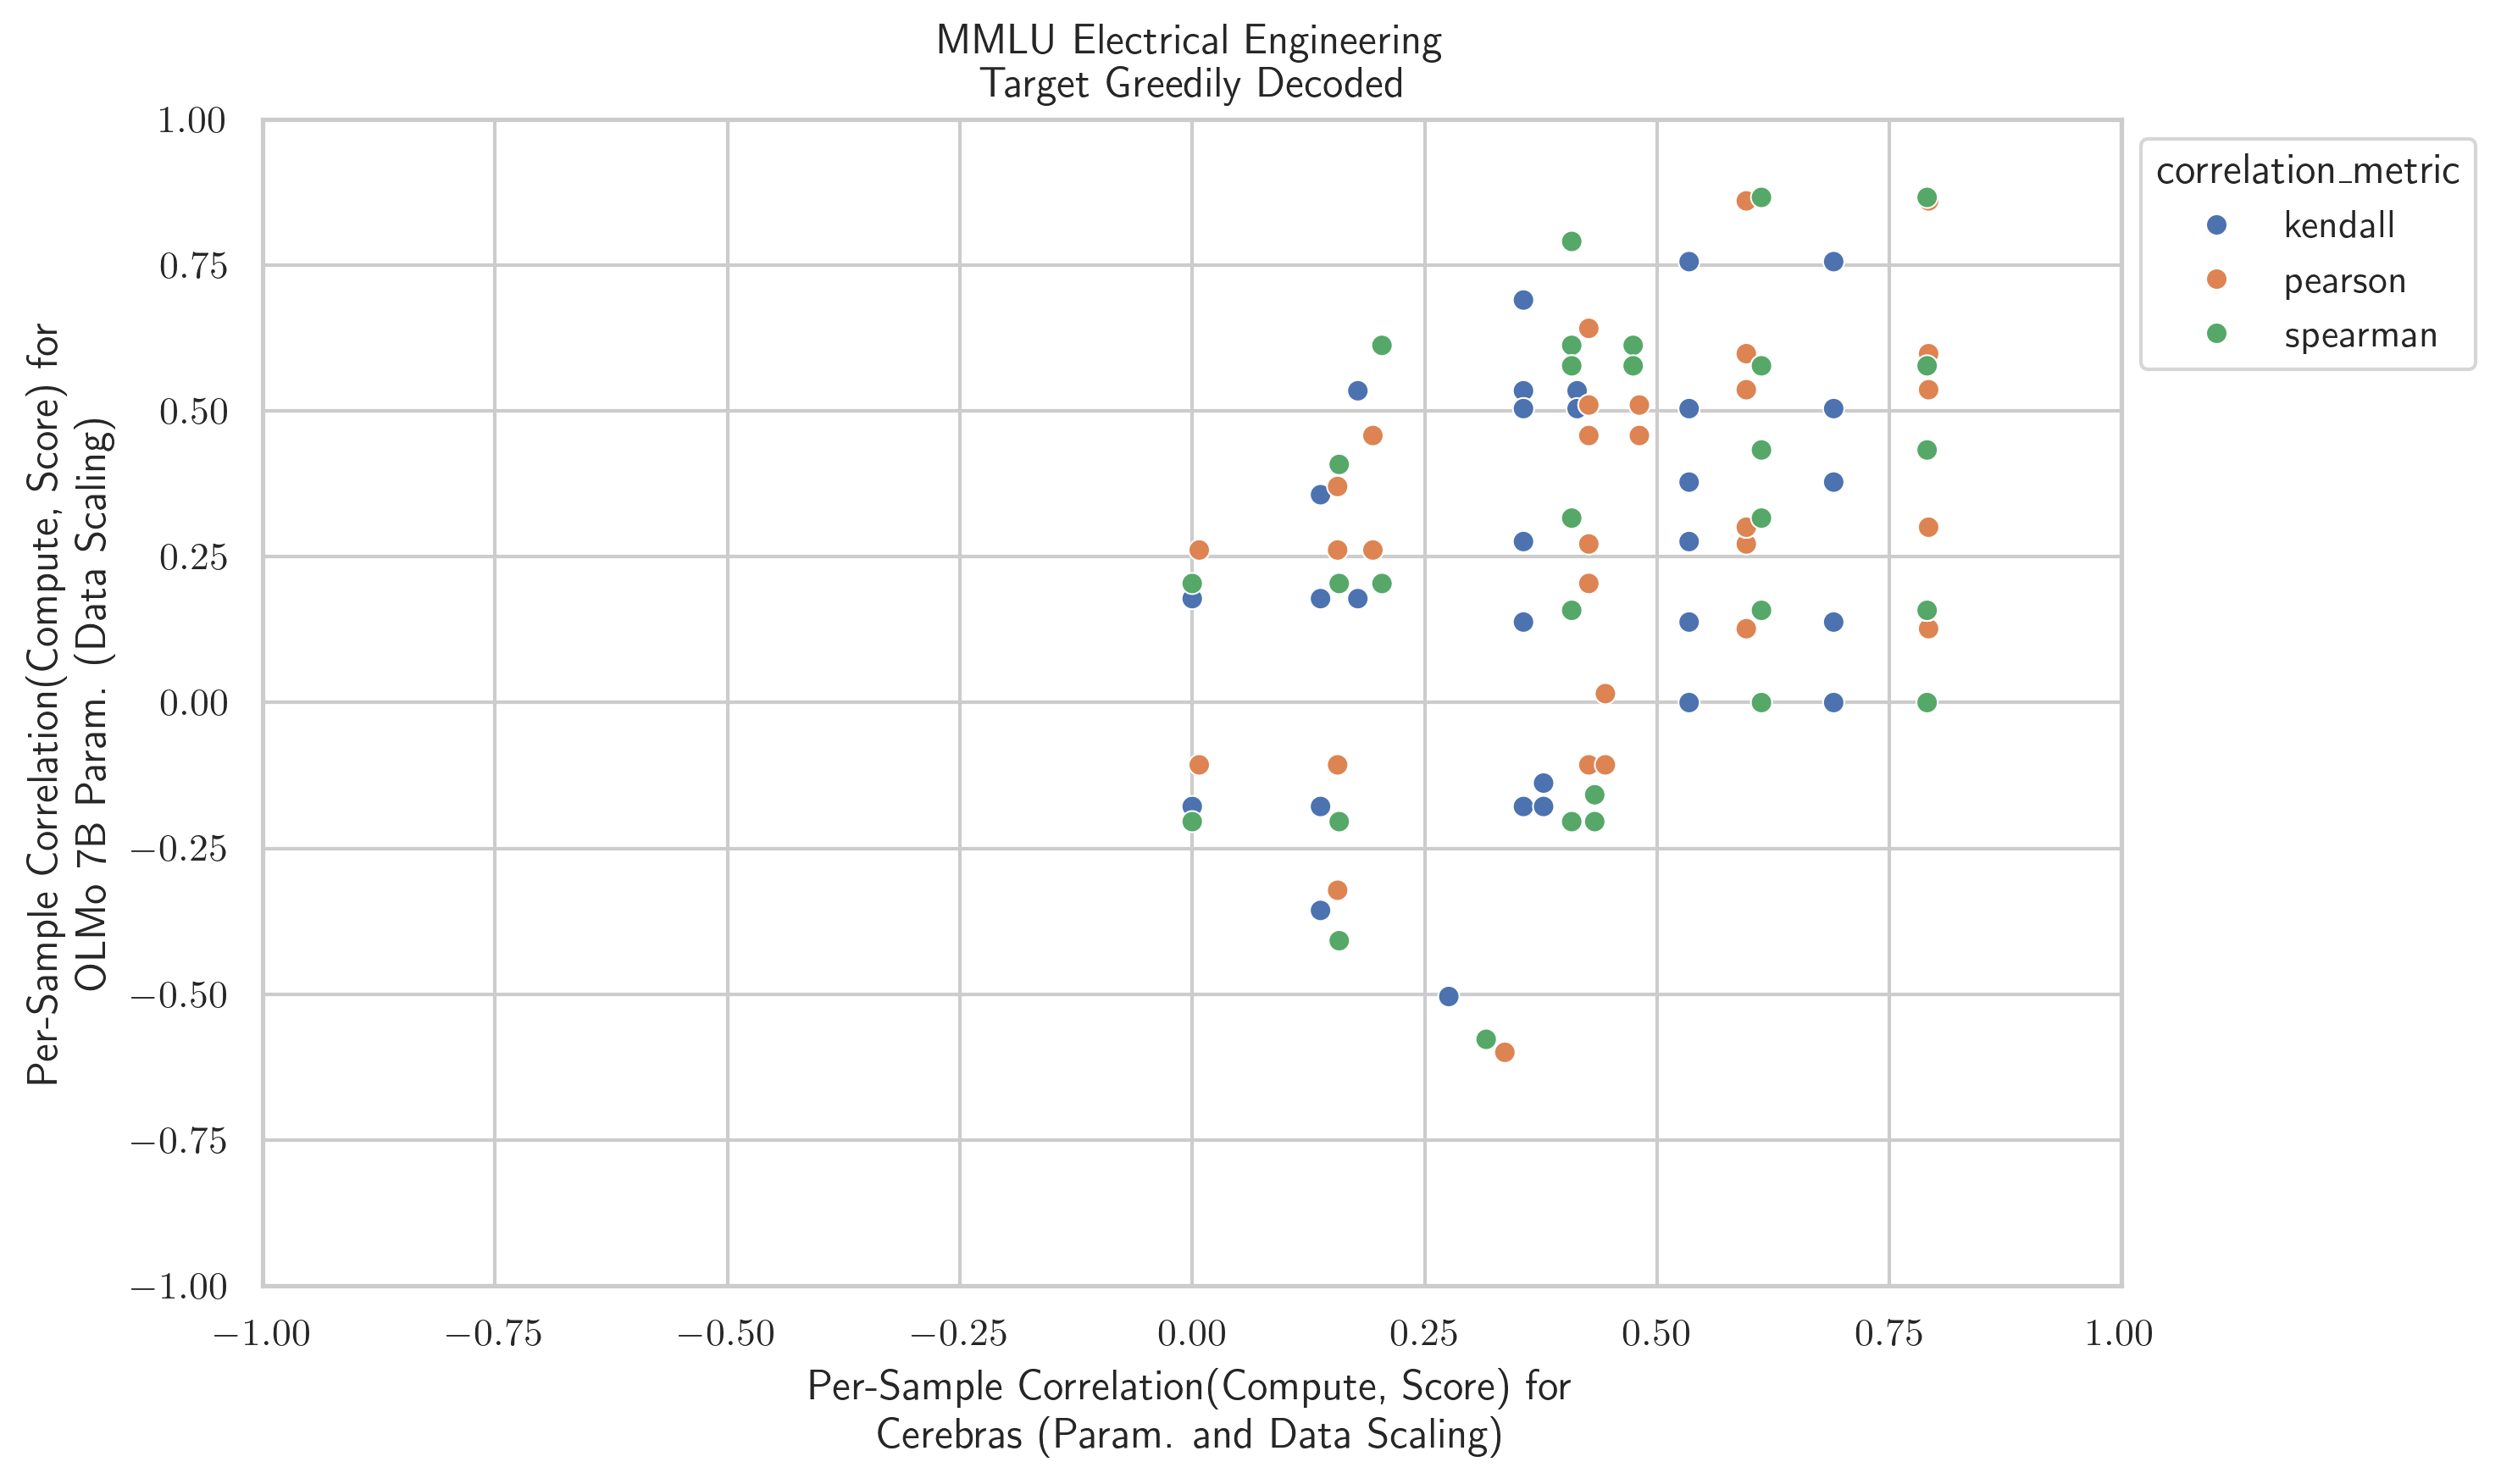 MMLU Electrical Engineering
Target Greedily Decoded
1.00
0.75
0.50
0.25
0.00
−0.25
−0.50
−0.75
−1.00
Per-Sample Correlation(Compute, Score) for
OLMo 7B Param. (Data Scaling)
−1.00 −0.75 −0.50 −0.25 0.00 0.25 0.50 0.75 1.00
Per-Sample Correlation(Compute, Score) for
Cerebras (Param. and Data Scaling)
correlation_metric
kendall
pearson
spearman